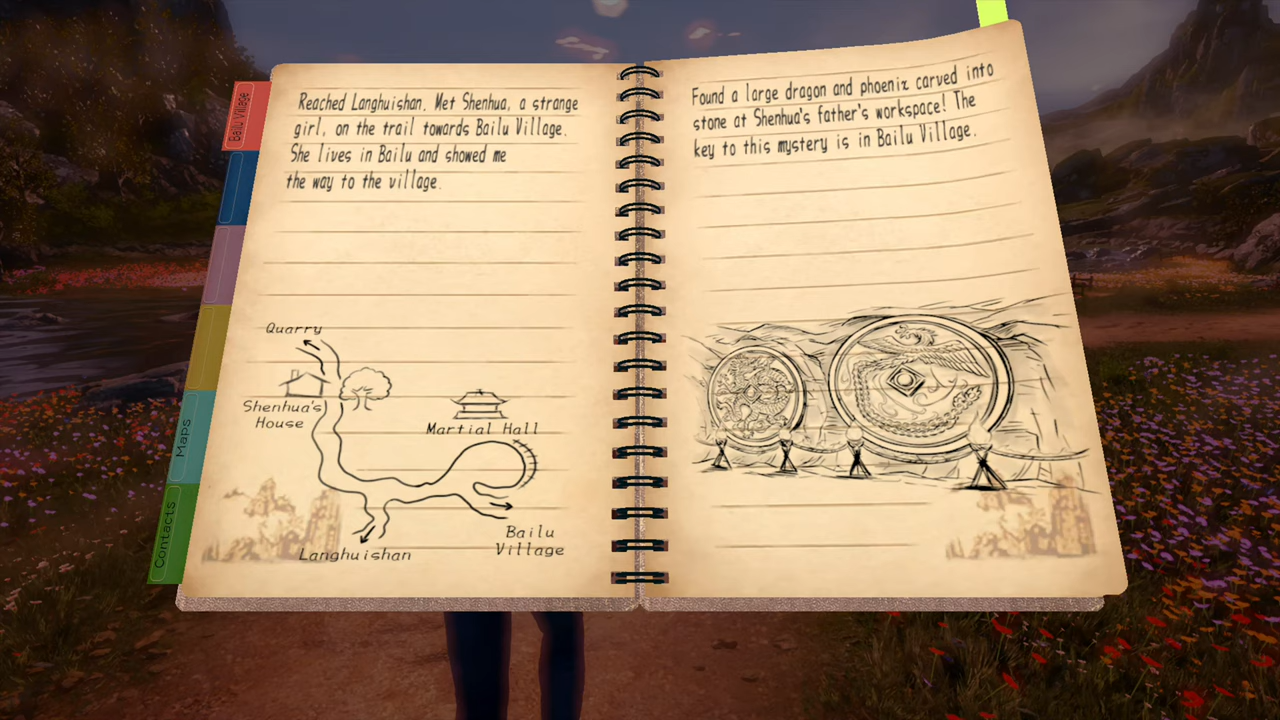 Bailu Village
Maps
Contacts
Reached Langhuishan. Met Shenhua, a strange
girl, on the trail towards Bailu Village.
She lives in Bailu and showed me
the way to the village.
Quarry
Shenhua's
House
Martial Hall
Bailu
Village
Langhuishan
Found a large dragon and phoenix carved into
stone at Shenhua's father's workspace! The
key to this mystery is in Bailu Village.